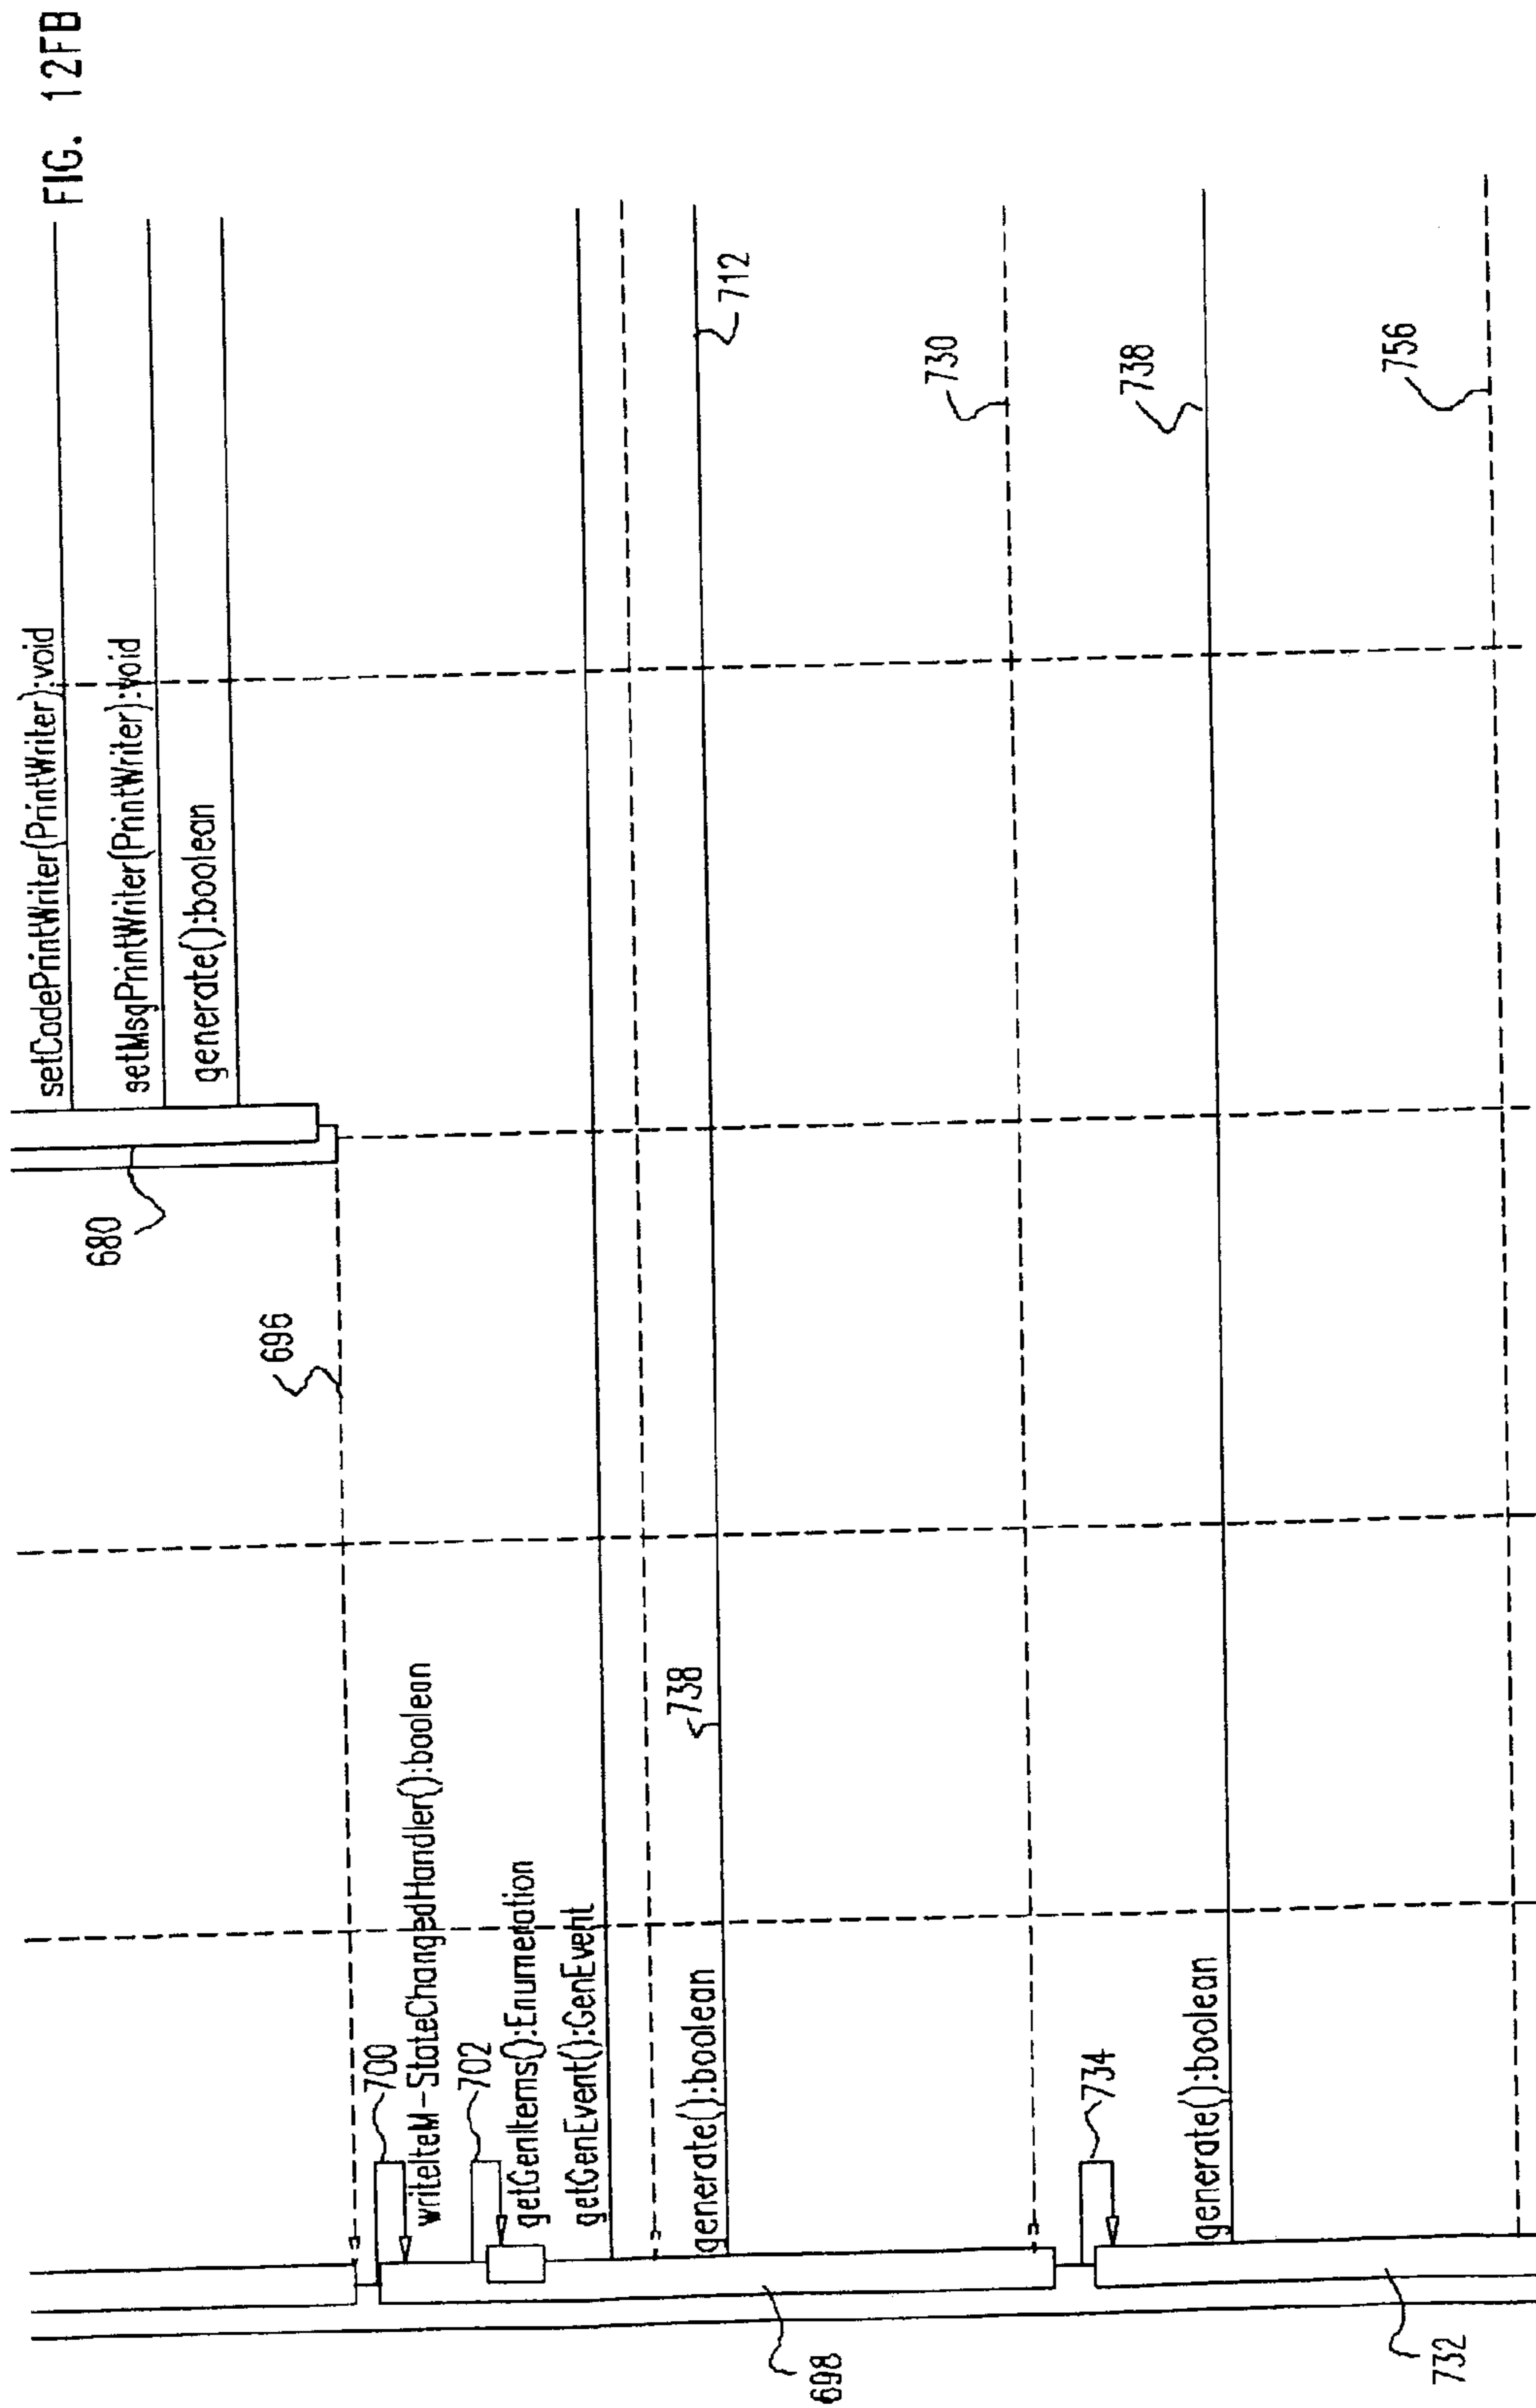 FIG. 12FB
setCodePrintWriter(PrintWriter):void
setMsgPrintWriter(PrintWriter):void
generate():boolean
680
696
700
writeIteM-StateChangedHandler():boolean
702
getGenItems():Enumeration
getGenEvent():GenEvent
738
712
generate():boolean
730
698
734
738
generate():boolean
756
732